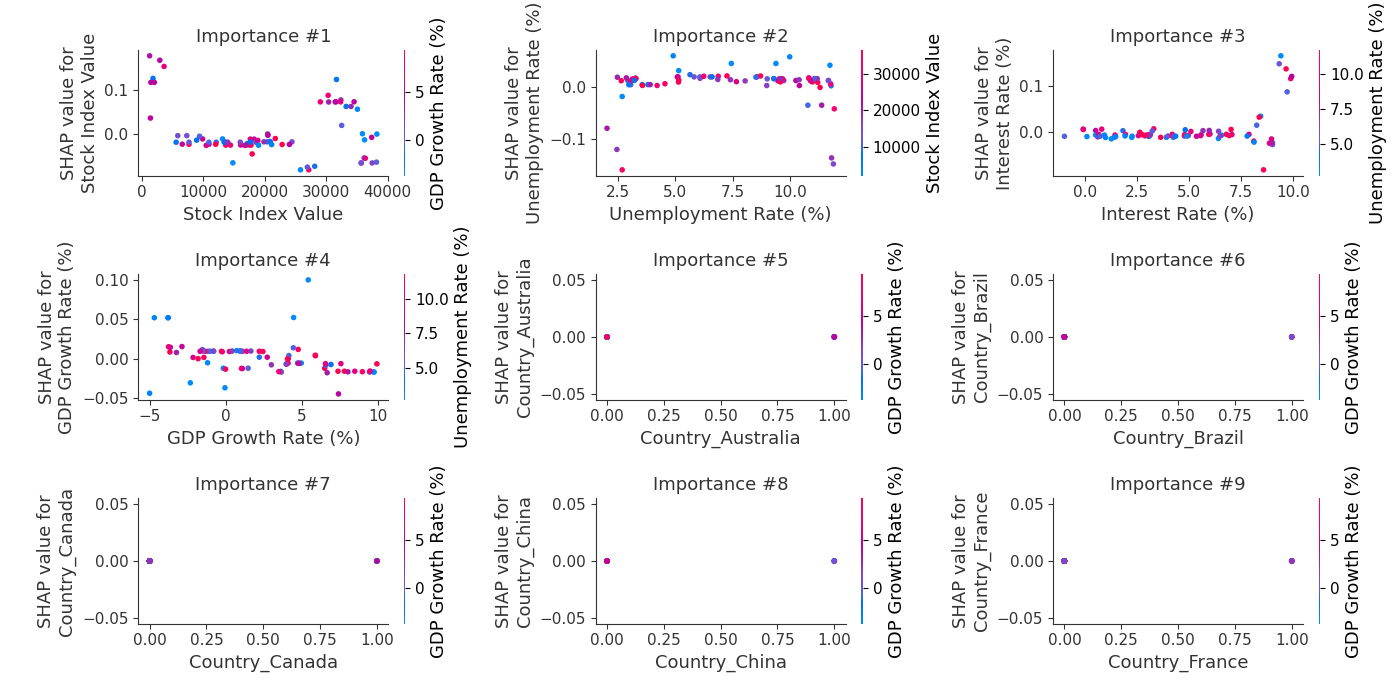 Importance #1
SHAP value for
Stock Index Value
0.1
0.0
0
10000
20000
30000
40000
Stock Index Value
5
0
GDP Growth Rate (%)
Importance #2
SHAP value for
Unemployment Rate (%)
0.0
−0.1
2.5
5.0
7.5
10.0
Unemployment Rate (%)
30000
20000
10000
Stock Index Value
Importance #3
SHAP value for
Interest Rate (%)
0.1
0.0
0.0
2.5
5.0
7.5
10.0
Interest Rate (%)
10.0
7.5
5.0
Unemployment Rate (%)
Importance #4
SHAP value for
GDP Growth Rate (%)
0.10
0.05
0.00
−0.05
−5
0
5
10
GDP Growth Rate (%)
10.0
7.5
5.0
Unemployment Rate (%)
Importance #5
SHAP value for
Country_Australia
0.05
0.00
−0.05
0.00
0.25
0.50
0.75
1.00
Country_Australia
5
0
GDP Growth Rate (%)
Importance #6
SHAP value for
Country_Brazil
0.05
0.00
−0.05
0.00
0.25
0.50
0.75
1.00
Country_Brazil
5
0
GDP Growth Rate (%)
Importance #7
SHAP value for
Country_Canada
0.05
0.00
−0.05
0.00
0.25
0.50
0.75
1.00
Country_Canada
5
0
GDP Growth Rate (%)
Importance #8
SHAP value for
Country_China
0.05
0.00
−0.05
0.00
0.25
0.50
0.75
1.00
Country_China
5
0
GDP Growth Rate (%)
Importance #9
SHAP value for
Country_France
0.05
0.00
−0.05
0.00
0.25
0.50
0.75
1.00
Country_France
5
0
GDP Growth Rate (%)